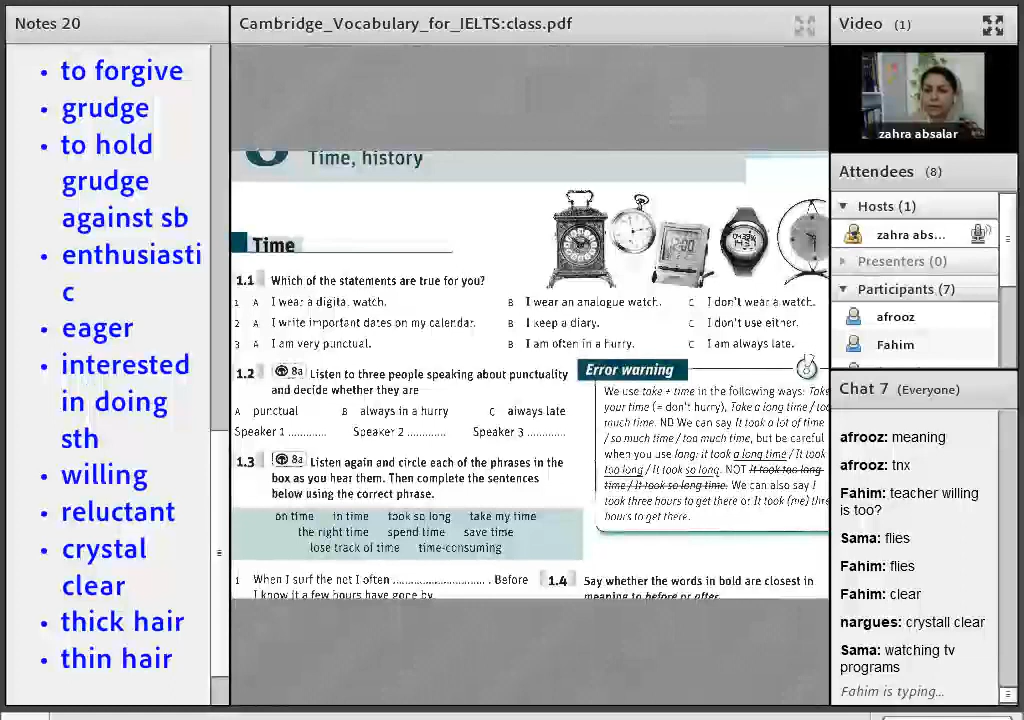 Notes 20
• to forgive
• grudge
• to hold
grudge
against sb
• enthusiasti
c
• eager
• interested
in doing
sth
• willing
• reluctant
• crystal
clear
• thick hair
• thin hair
Cambridge_Vocabulary_for_IELTS:class.pdf
Time, history
Time
1.1 Which of the statements are true for you?
1 A I wear a digital watch. B I wear an analogue watch. C I don't wear a watch.
2 A I write important dates on my calendar. B I keep a diary. C I don't use either.
3 A I am very punctual. B I am often in a hurry. C I am always late.
1.2 8a Listen to three people speaking about punctuality
and decide whether they are
A punctual B always in a hurry C always late
Speaker 1 ............ Speaker 2 ............ Speaker 3 ............
1.3 8a Listen again and circle each of the phrases in the
box as you hear them. Then complete the sentences
below using the correct phrase.
on time in time took so long take my time
the right time spend time save time
lose track of time time-consuming
1 When I surf the net I often ............................ . Before
I know it a few hours have gone by.
Error warning
We use take + time in the following ways: Take
your time (= don't hurry), Take a long time / too
much time. NB We can say It took a lot of time
/ so much time / too much time, but be careful
when you use long: it took a long time / It took
too long / It took so long. NOT It took too long
time / It took so long time. We can also say I
took three hours to get there or It took (me) three
hours to get there.
1.4 Say whether the words in bold are closest in
meaning to before or after.
Video (1)
zahra absalar
Attendees (8)
Hosts (1)
zahra abs...
Presenters (0)
Participants (7)
afrooz
Fahim
Chat 7 (Everyone)
afrooz: meaning
afrooz: tnx
Fahim: teacher willing
is too?
Sama: flies
Fahim: flies
Fahim: clear
nargues: crystall clear
Sama: watching tv
programs
Fahim is typing...